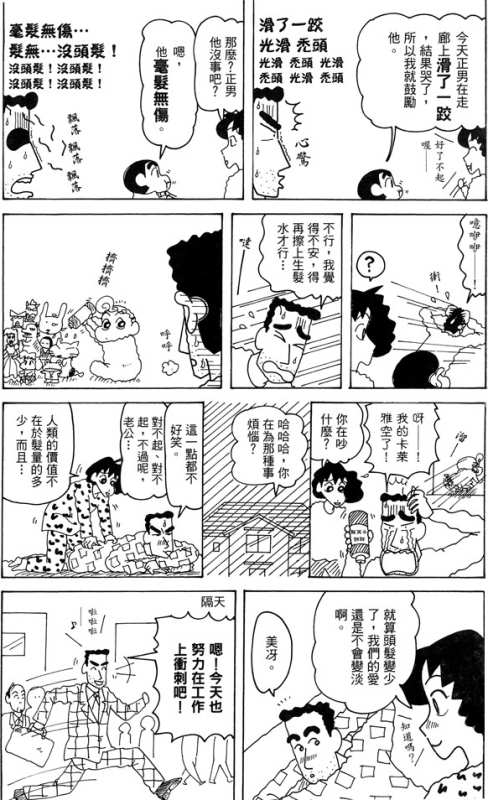 今天正男在走
廊上滑了一跤
，結果哭了，
所以我就鼓勵
他。
好了不起
喔——
滑了一跤
光滑 禿頭
光滑 禿頭 光滑
禿頭 光滑 禿頭
心驚
那麼？正男
他沒事吧？
嗯，
他毫髮無傷。
毫髮無傷…
髮無…沒頭髮！
沒頭髮！沒頭髮！
沒頭髮！沒頭髮！
飄落
飄落
飄落
噫咿咿——
衝！
？
不行，我覺
得不安，得
再擦上生髮
水才行…
噠
擠擠擠
呼呼
呀——！
我的卡萊
雅空了！
你在吵
什麼？
哈哈哈，你
在為那種事
煩惱？
這一點都不
好笑。
對不起、對不
起，不過呢，
老公…
人類的價值不
在於髮量的多
少，而且…
就算頭髮變少
了，我們的愛
還是不會變淡
啊。
知道嗎？
美冴。
隔天
嗯！今天也
努力在工作
上衝刺吧！
啦啦
啦啦